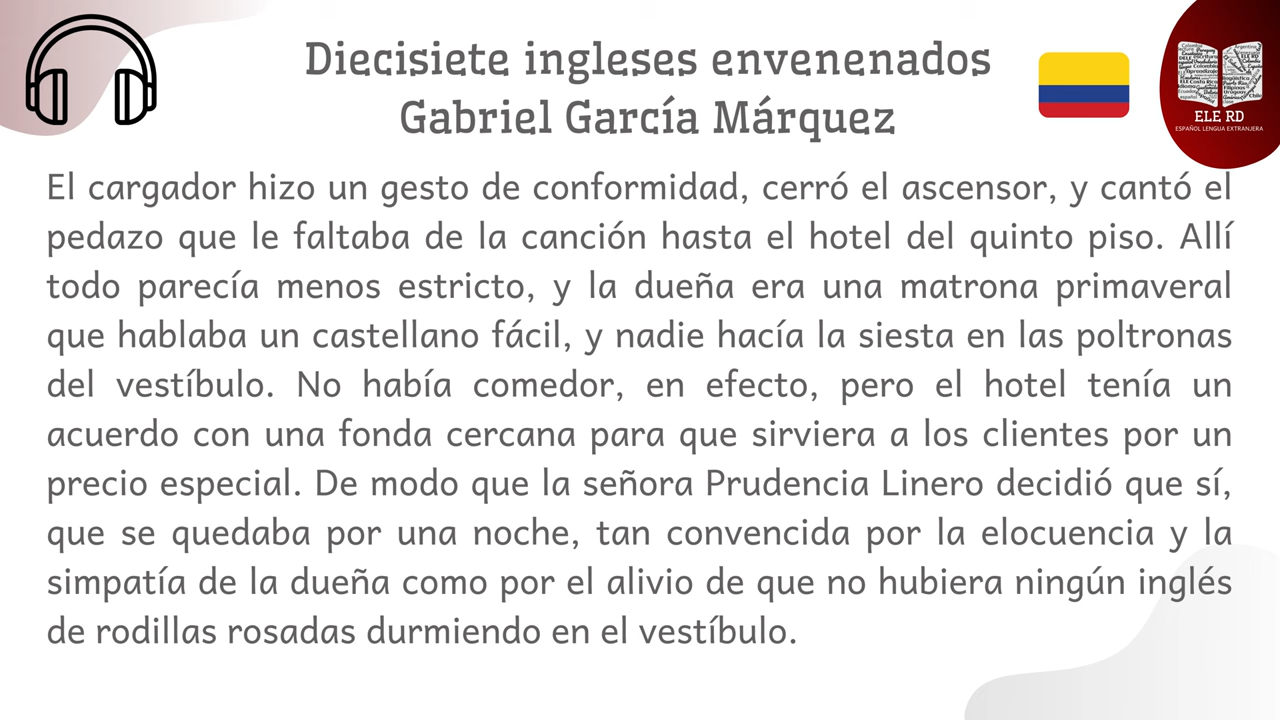 Diecisiete ingleses envenenados
Gabriel García Márquez
ELE RD
ESPAÑOL LENGUA EXTRANJERA
El cargador hizo un gesto de conformidad, cerró el ascensor, y cantó el
pedazo que le faltaba de la canción hasta el hotel del quinto piso. Allí
todo parecía menos estricto, y la dueña era una matrona primaveral
que hablaba un castellano fácil, y nadie hacía la siesta en las poltronas
del vestíbulo. No había comedor, en efecto, pero el hotel tenía un
acuerdo con una fonda cercana para que sirviera a los clientes por un
precio especial. De modo que la señora Prudencia Linero decidió que sí,
que se quedaba por una noche, tan convencida por la elocuencia y la
simpatía de la dueña como por el alivio de que no hubiera ningún inglés
de rodillas rosadas durmiendo en el vestíbulo.